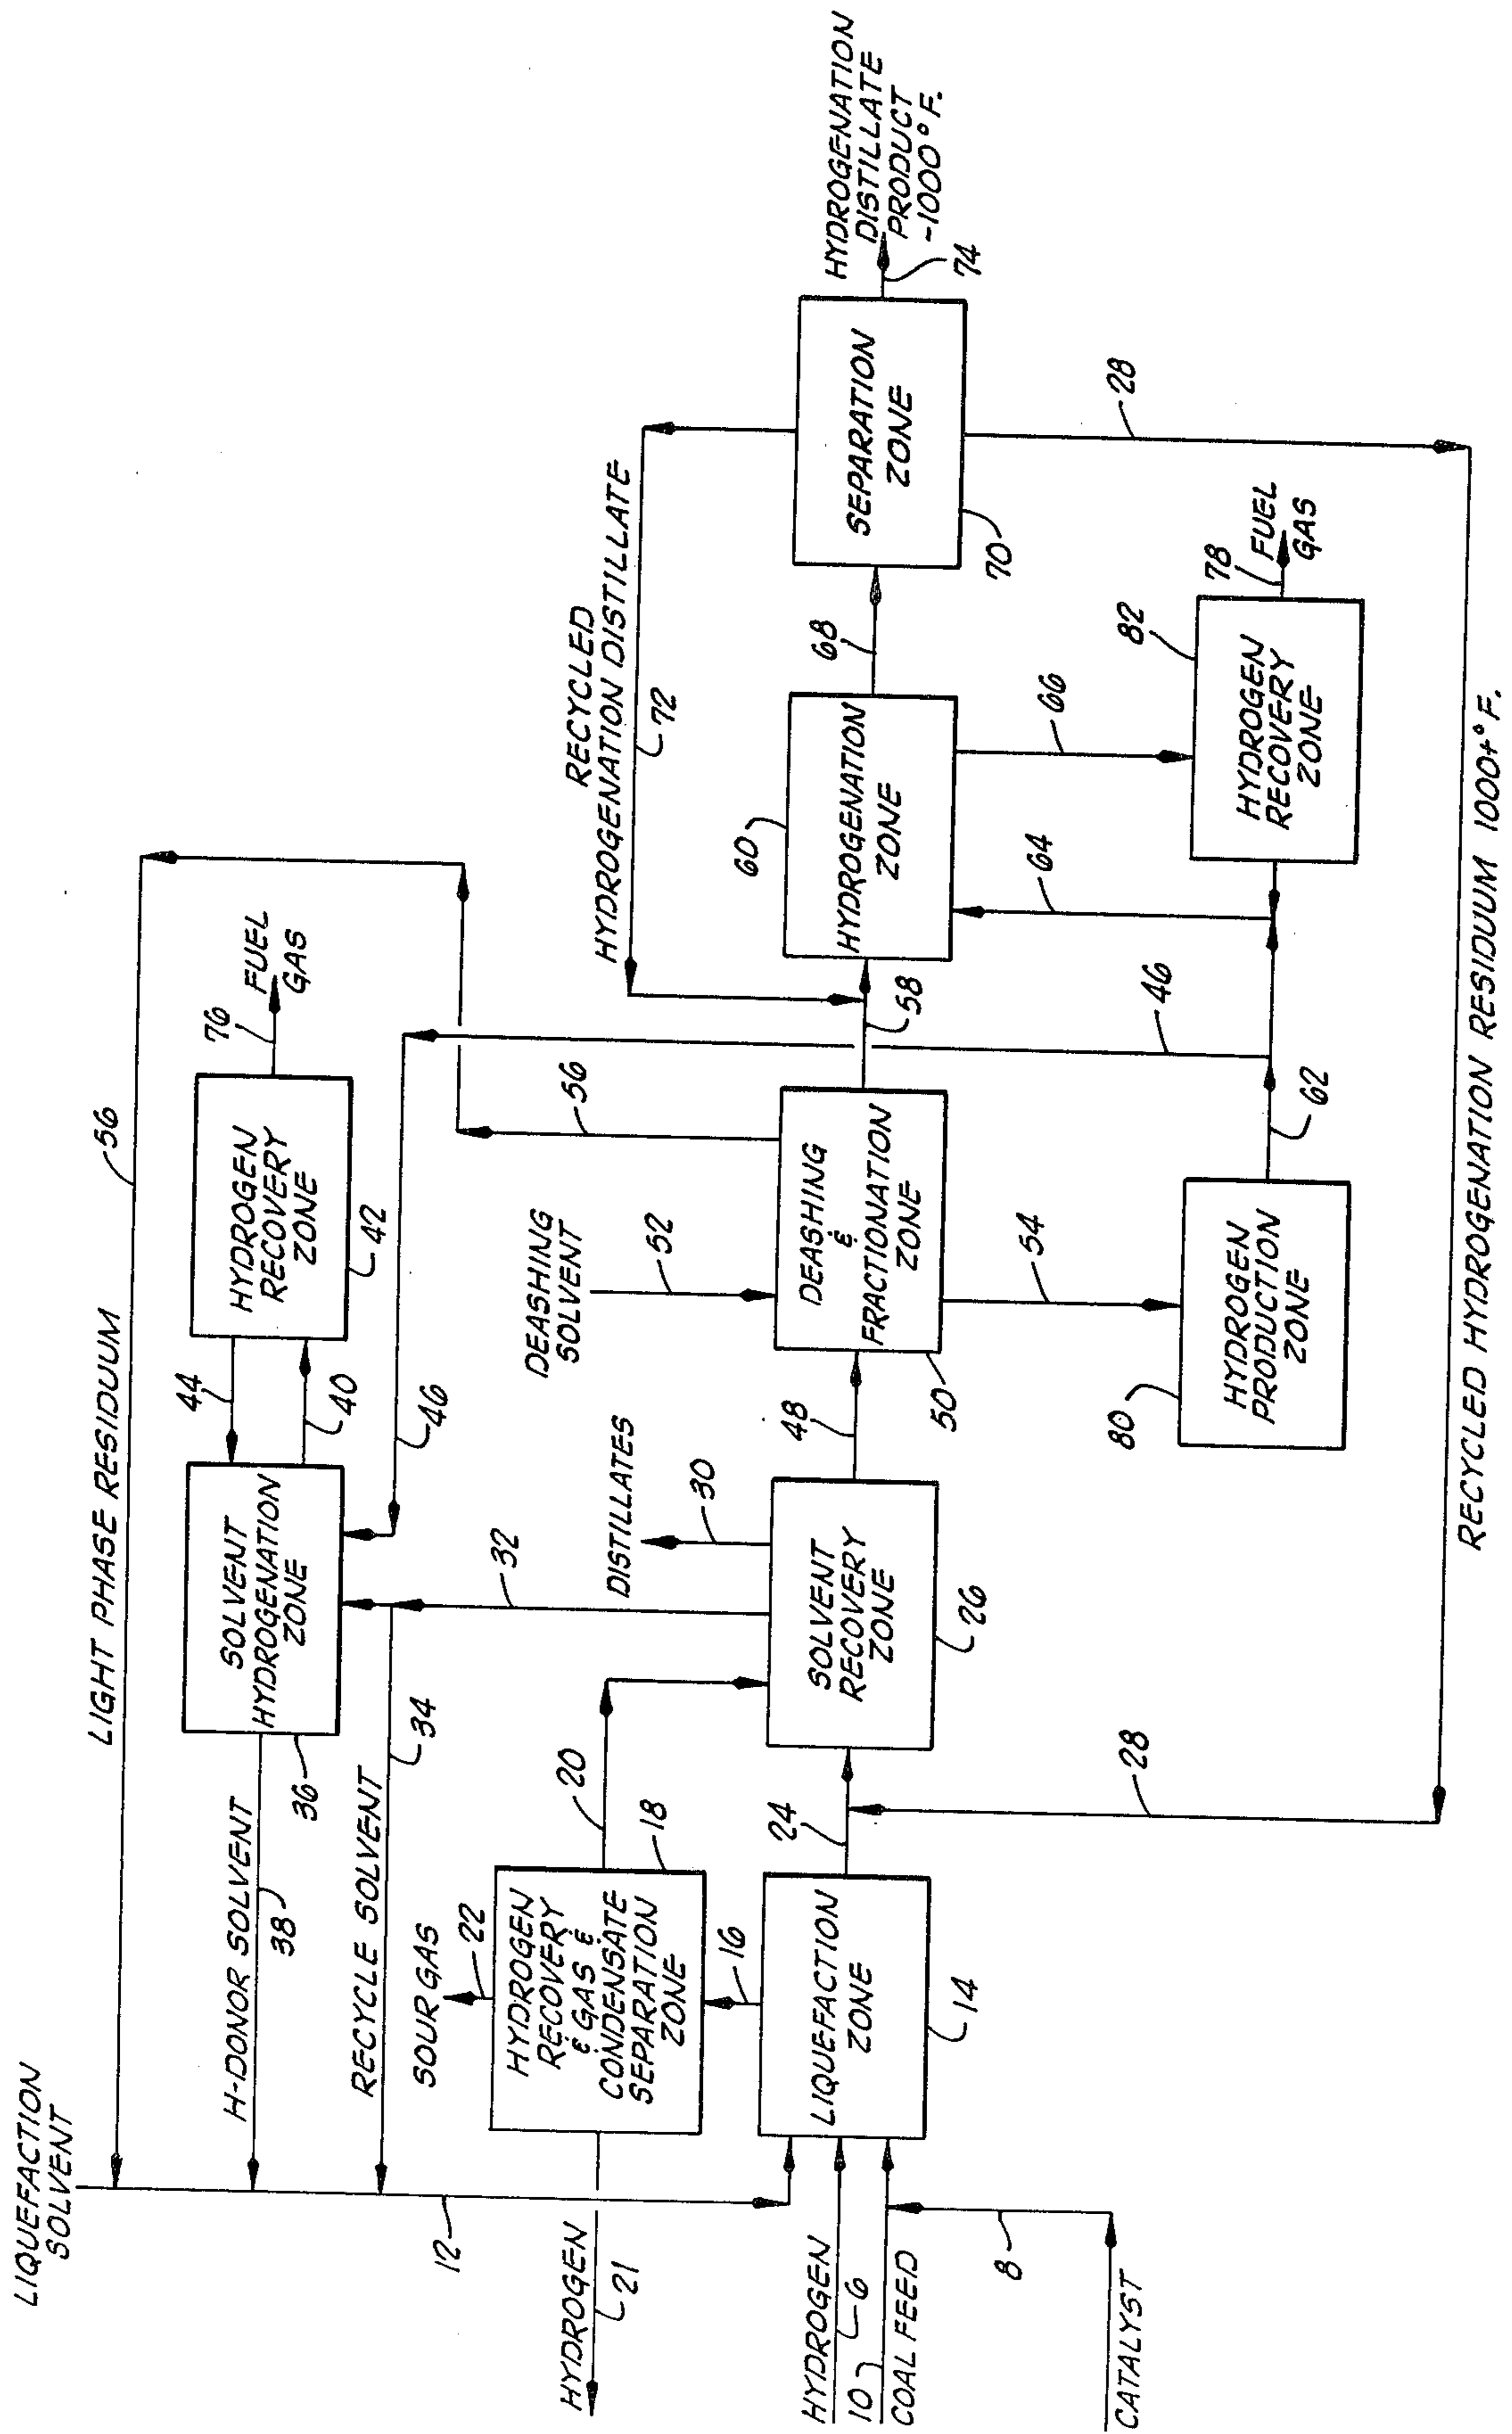 LIQUEFACTION
SOLVENT
LIGHT PHASE RESIDUUM
56
H-DONOR SOLVENT
38
36
SOLVENT
HYDROGENATION
ZONE
44
40
HYDROGEN
RECOVERY
ZONE
42
76
FUEL
GAS
RECYCLE SOLVENT
34
46
12
HYDROGEN
21
SOUR GAS
22
HYDROGEN
RECOVERY
& GAS &
CONDENSATE
SEPARATION
ZONE
18
20
16
32
DISTILLATES
30
DEASHING
SOLVENT
52
56
RECYCLED
HYDROGENATION DISTILLATE
72
HYDROGEN
6
10
COAL FEED
8
CATALYST
LIQUEFACTION
ZONE
14
24
SOLVENT
RECOVERY
ZONE
26
48
DEASHING
&
FRACTIONATION
ZONE
50
58
HYDROGENATION
ZONE
60
68
SEPARATION
ZONE
70
HYDROGENATION
DISTILLATE
PRODUCT
-1000°F.
74
28
54
HYDROGEN
PRODUCTION
ZONE
80
62
46
64
66
HYDROGEN
RECOVERY
ZONE
82
78
FUEL
GAS
28
RECYCLED HYDROGENATION RESIDUUM 1000+°F.